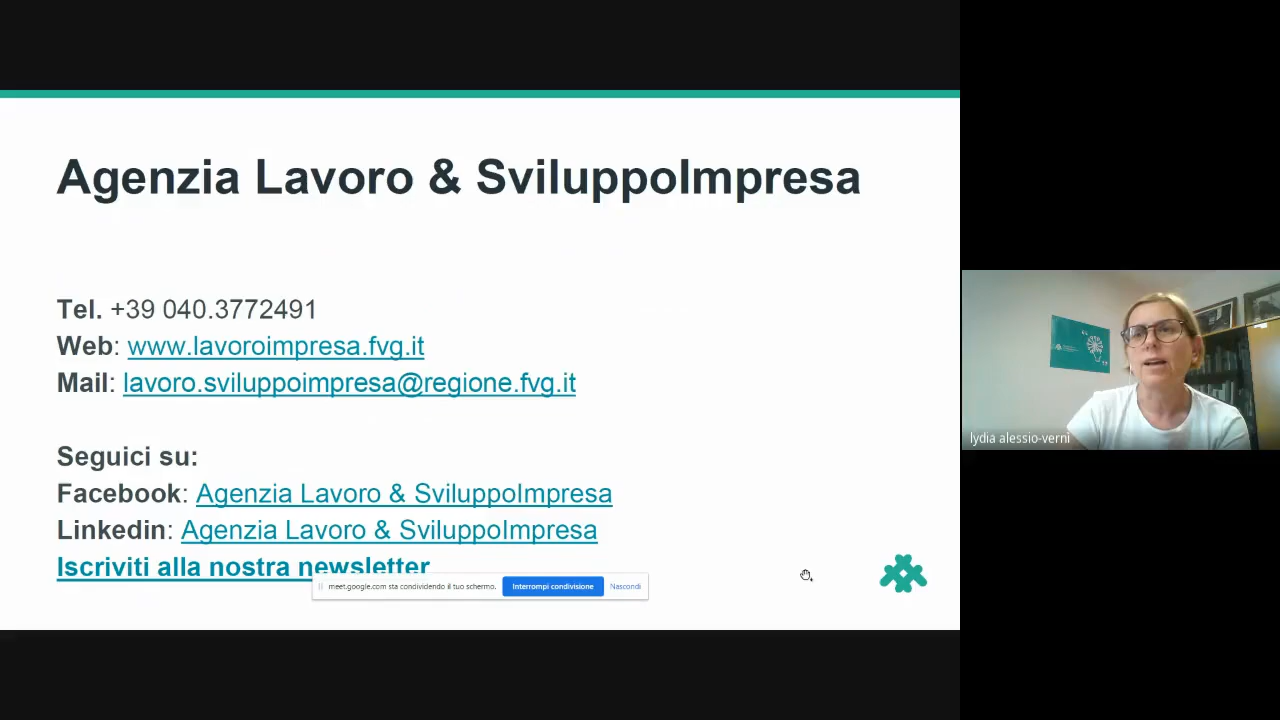 Agenzia Lavoro & SviluppoImpresa
Tel. +39 040.3772491
Web: www.lavoroimpresa.fvg.it
Mail: lavoro.sviluppoimpresa@regione.fvg.it
Seguici su:
Facebook: Agenzia Lavoro & SviluppoImpresa
Linkedin: Agenzia Lavoro & SviluppoImpresa
Iscriviti alla nostra newsletter
meet.google.com sta condividendo il tuo schermo. Interrompi condivisione Nascondi
lydia alessio-verni